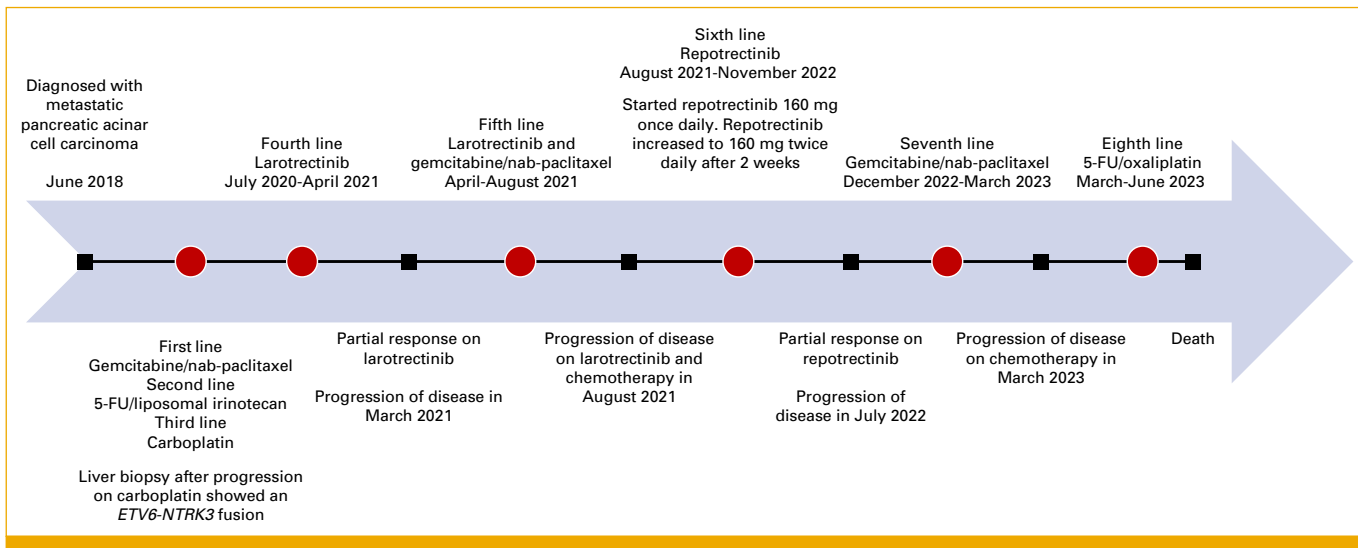 Diagnosed with
metastatic
pancreatic acinar
cell carcinoma
June 2018
Fourth line
Larotrectinib
July 2020-April 2021
Fifth line
Larotrectinib and
gemcitabine/nab-paclitaxel
April-August 2021
Sixth line
Repotrectinib
August 2021-November 2022
Started repotrectinib 160 mg
once daily. Repotrectinib
increased to 160 mg twice
daily after 2 weeks
Seventh line
Gemcitabine/nab-paclitaxel
December 2022-March 2023
Eighth line
5-FU/oxaliplatin
March-June 2023
First line
Gemcitabine/nab-paclitaxel
Second line
5-FU/liposomal irinotecan
Third line
Carboplatin
Liver biopsy after progression
on carboplatin showed an
ETV6-NTRK3 fusion
Partial response on
larotrectinib
Progression of disease in
March 2021
Progression of disease
on larotrectinib and
chemotherapy in
August 2021
Partial response on
repotrectinib
Progression of
disease in July 2022
Progression of disease
on chemotherapy in
March 2023
Death